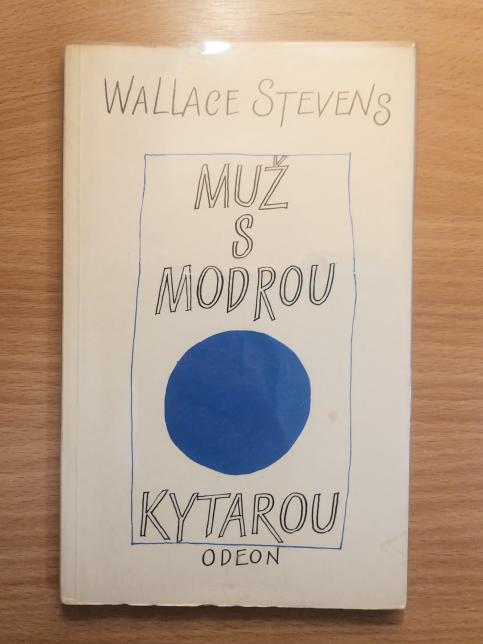 WALLACE STEVENS
MUŽ
S
MODROU
KYTAROU
ODEON